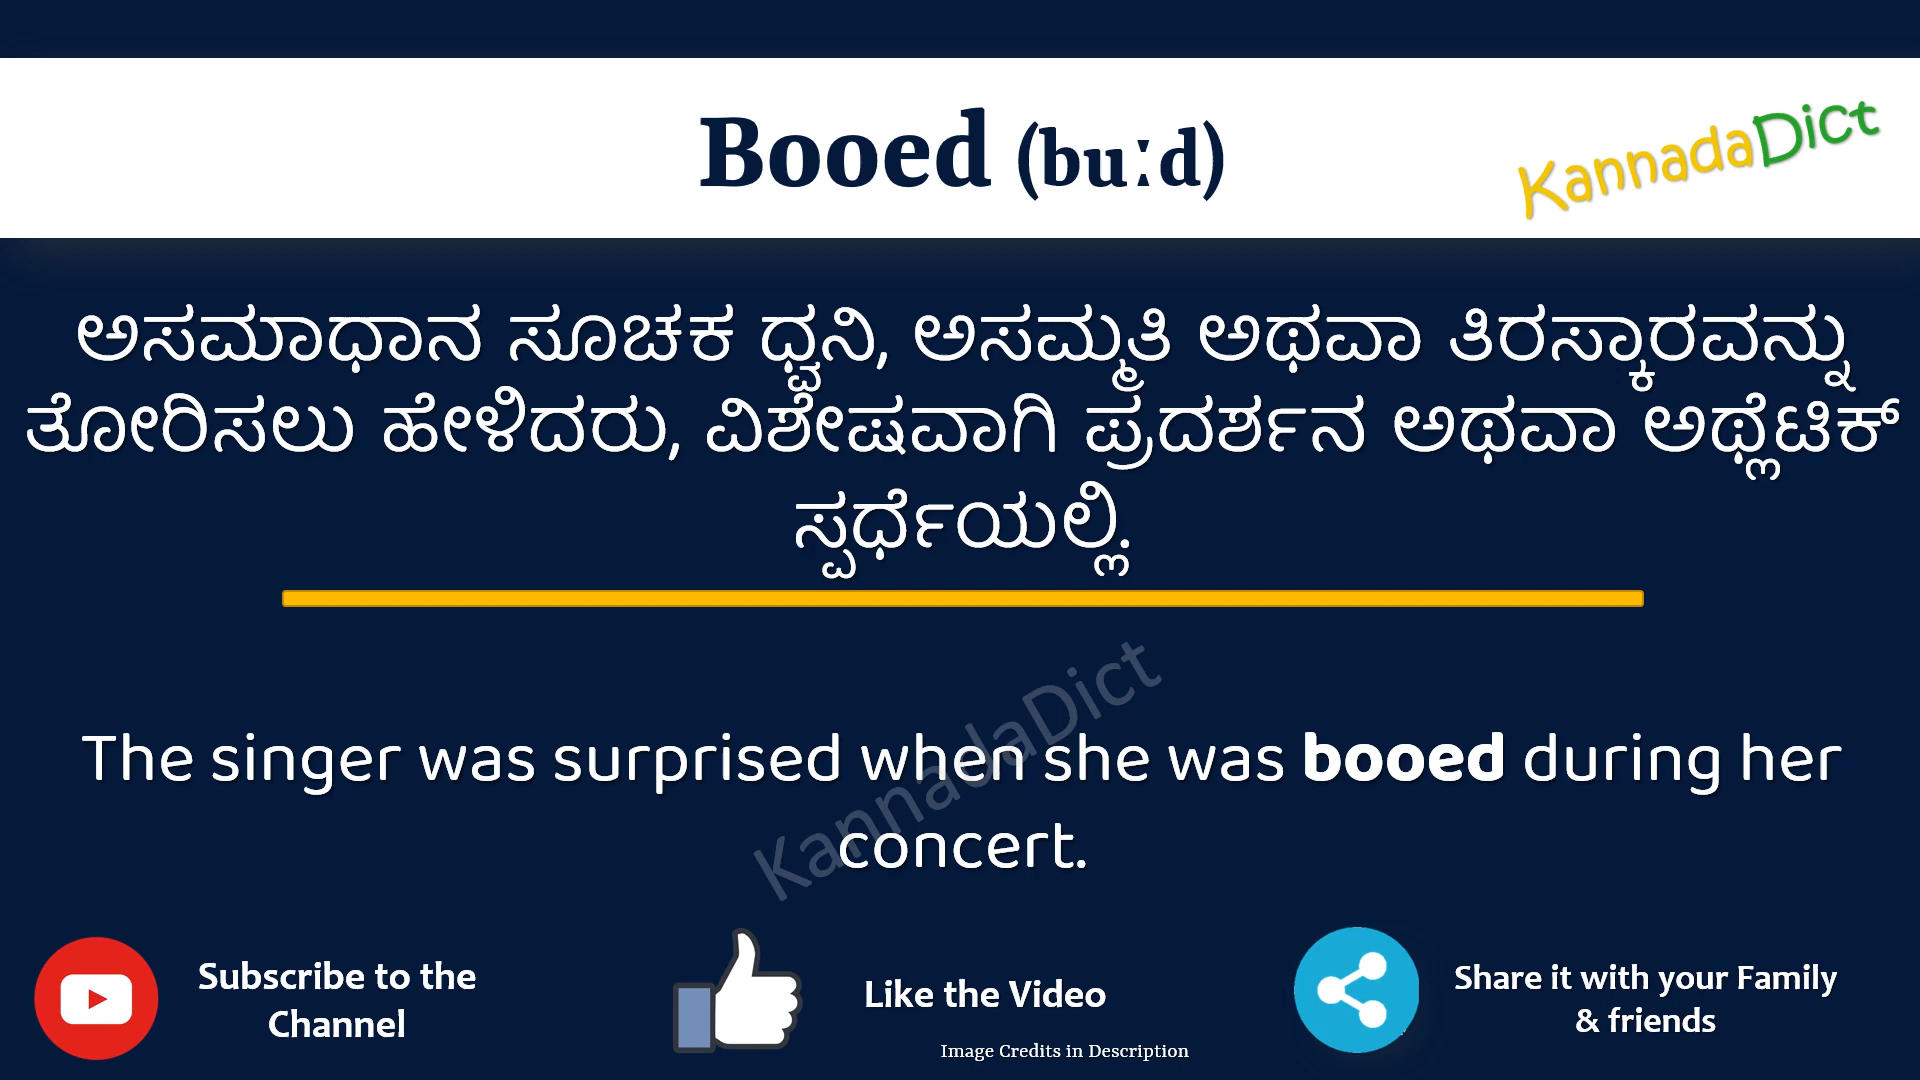 Booed (buːd)
KannadaDict
ಅಸಮಾಧಾನ ಸೂಚಕ ಧ್ವನಿ, ಅಸಮ್ಮತಿ ಅಥವಾ ತಿರಸ್ಕಾರವನ್ನು
ತೋರಿಸಲು ಹೇಳಿದರು, ವಿಶೇಷವಾಗಿ ಪ್ರದರ್ಶನ ಅಥವಾ ಅಥ್ಲೆಟಿಕ್
ಸ್ಪರ್ಧೆಯಲ್ಲಿ.
KannadaDict
The singer was surprised when she was booed during her
concert.
Subscribe to the
Channel
Like the Video
Share it with your Family
& friends
Image Credits in Description